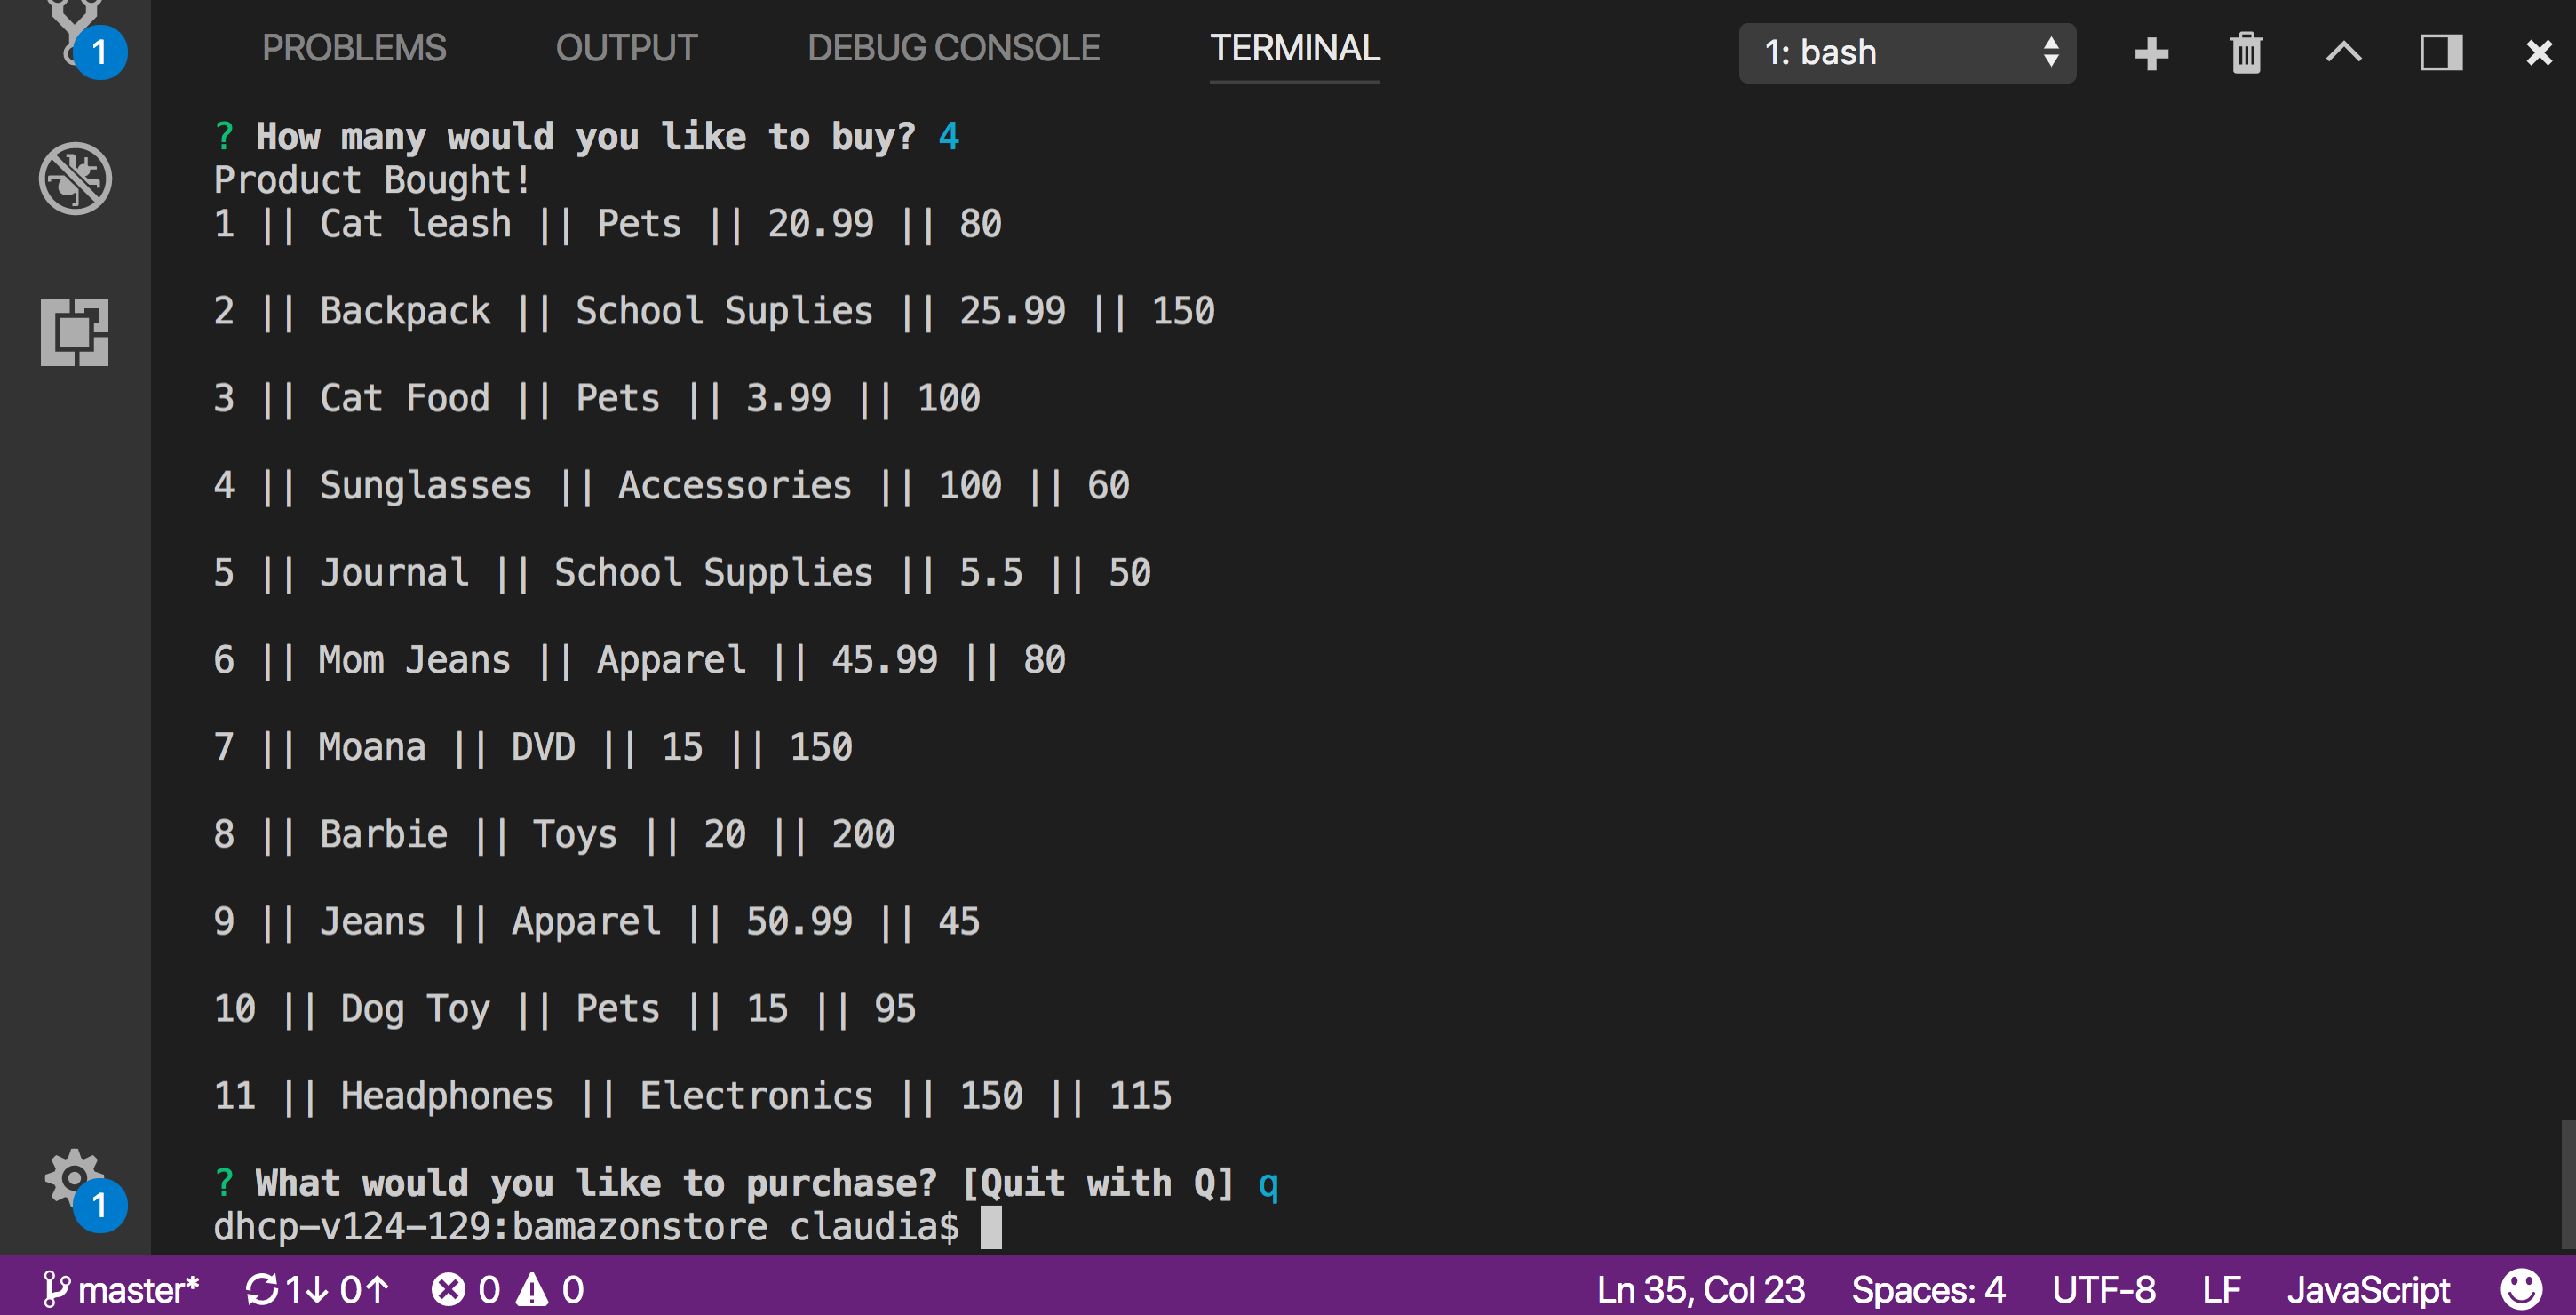 1
PROBLEMS OUTPUT DEBUG CONSOLE TERMINAL 1: bash
? How many would you like to buy? 4
Product Bought!
1 || Cat leash || Pets || 20.99 || 80
2 || Backpack || School Suplies || 25.99 || 150
3 || Cat Food || Pets || 3.99 || 100
4 || Sunglasses || Accessories || 100 || 60
5 || Journal || School Supplies || 5.5 || 50
6 || Mom Jeans || Apparel || 45.99 || 80
7 || Moana || DVD || 15 || 150
8 || Barbie || Toys || 20 || 200
9 || Jeans || Apparel || 50.99 || 45
10 || Dog Toy || Pets || 15 || 95
11 || Headphones || Electronics || 150 || 115
? What would you like to purchase? [Quit with Q] q
1
dhcp-v124-129:bamazonstore claudia$
master* 1↓ 0↑ 0 0 Ln 35, Col 23 Spaces: 4 UTF-8 LF JavaScript